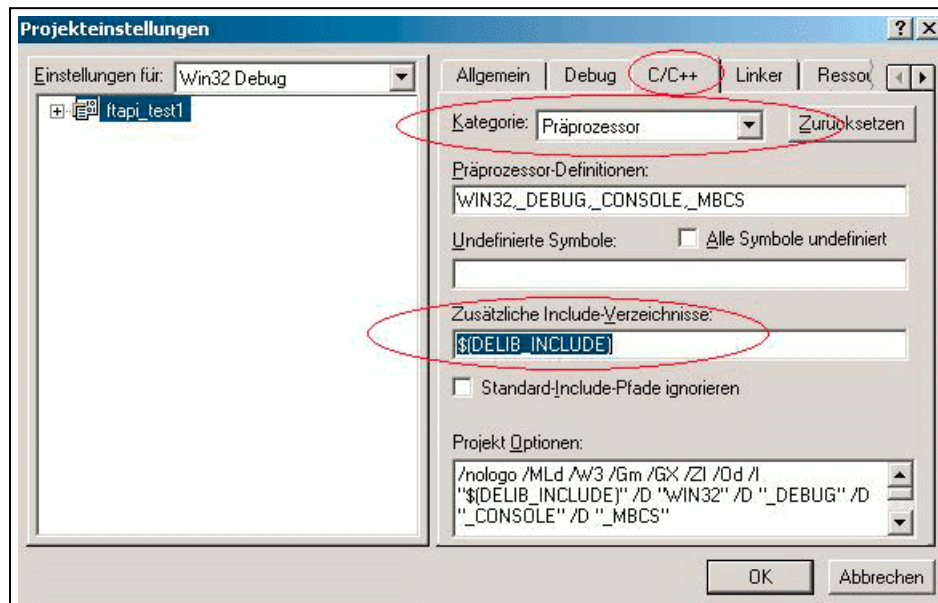 Projekteinstellungen
Einstellungen für: Win32 Debug
ftapi_test1
Allgemein Debug C/C++ Linker
Kategorie: Präprozessor Zurücksetzen
Präprozessor-Definitionen:
WIN32,_DEBUG,_CONSOLE,_MBCS
Undefinierte Symbole: Alle Symbole undefiniert
Zusätzliche Include-Verzeichnisse:
$(DELIB_INCLUDE)
Standard-Include-Pfade ignorieren
Projekt Optionen:
/nologo /MLd /W3 /Gm /GX /ZI /Od /I
"$(DELIB_INCLUDE)" /D "WIN32" /D "_DEBUG" /D
"_CONSOLE" /D "_MBCS"
OK Abbrechen